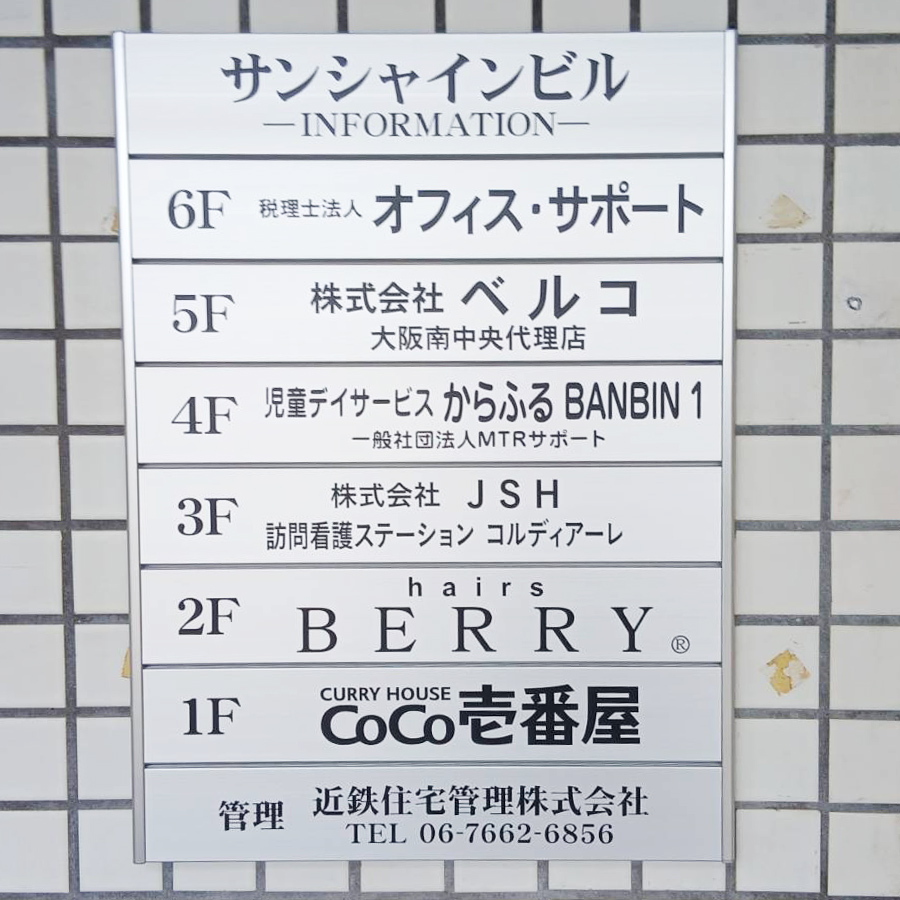 サンシャインビル
—INFORMATION—
6F 税理士法人 オフィス・サポート
5F 株式会社 ベルコ
大阪南中央代理店
4F 児童デイサービス からふる BANBIN 1
一般社団法人MTRサポート
3F 株式会社 JSH
訪問看護ステーション コルディアーレ
hairs
2F BERRY®
CURRY HOUSE
1F CoCo壱番屋
管理 近鉄住宅管理株式会社
TEL 06-7662-6856